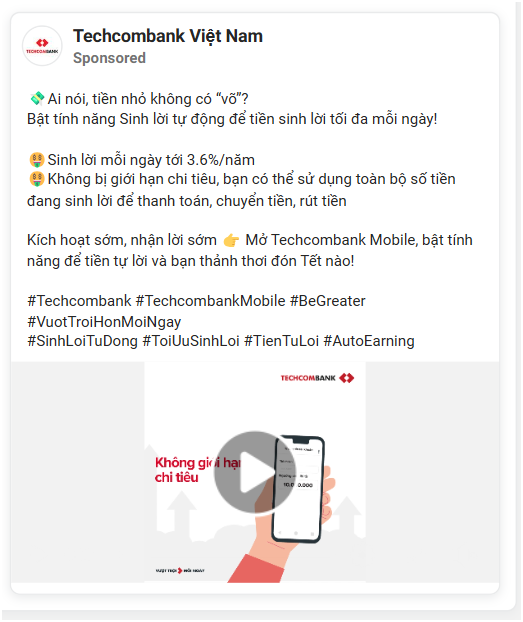 Techcombank Việt Nam
Sponsored
TECHCOMBANK
💸 Ai nói, tiền nhỏ không có “võ”?
Bật tính năng Sinh lời tự động để tiền sinh lời tối đa mỗi ngày!
🤑 Sinh lời mỗi ngày tới 3.6%/năm
🤑 Không bị giới hạn chi tiêu, bạn có thể sử dụng toàn bộ số tiền
đang sinh lời để thanh toán, chuyển tiền, rút tiền
Kích hoạt sớm, nhận lời sớm 👉 Mở Techcombank Mobile, bật tính
năng để tiền tự lời và bạn thảnh thơi đón Tết nào!
#Techcombank #TechcombankMobile #BeGreater
#VuotTroiHonMoiNgay
#SinhLoiTuDong #ToiUuSinhLoi #TienTuLoi #AutoEarning
TECHCOMBANK
Không giới hạn
chi tiêu
VƯỢT TRỘI MỖI NGÀY